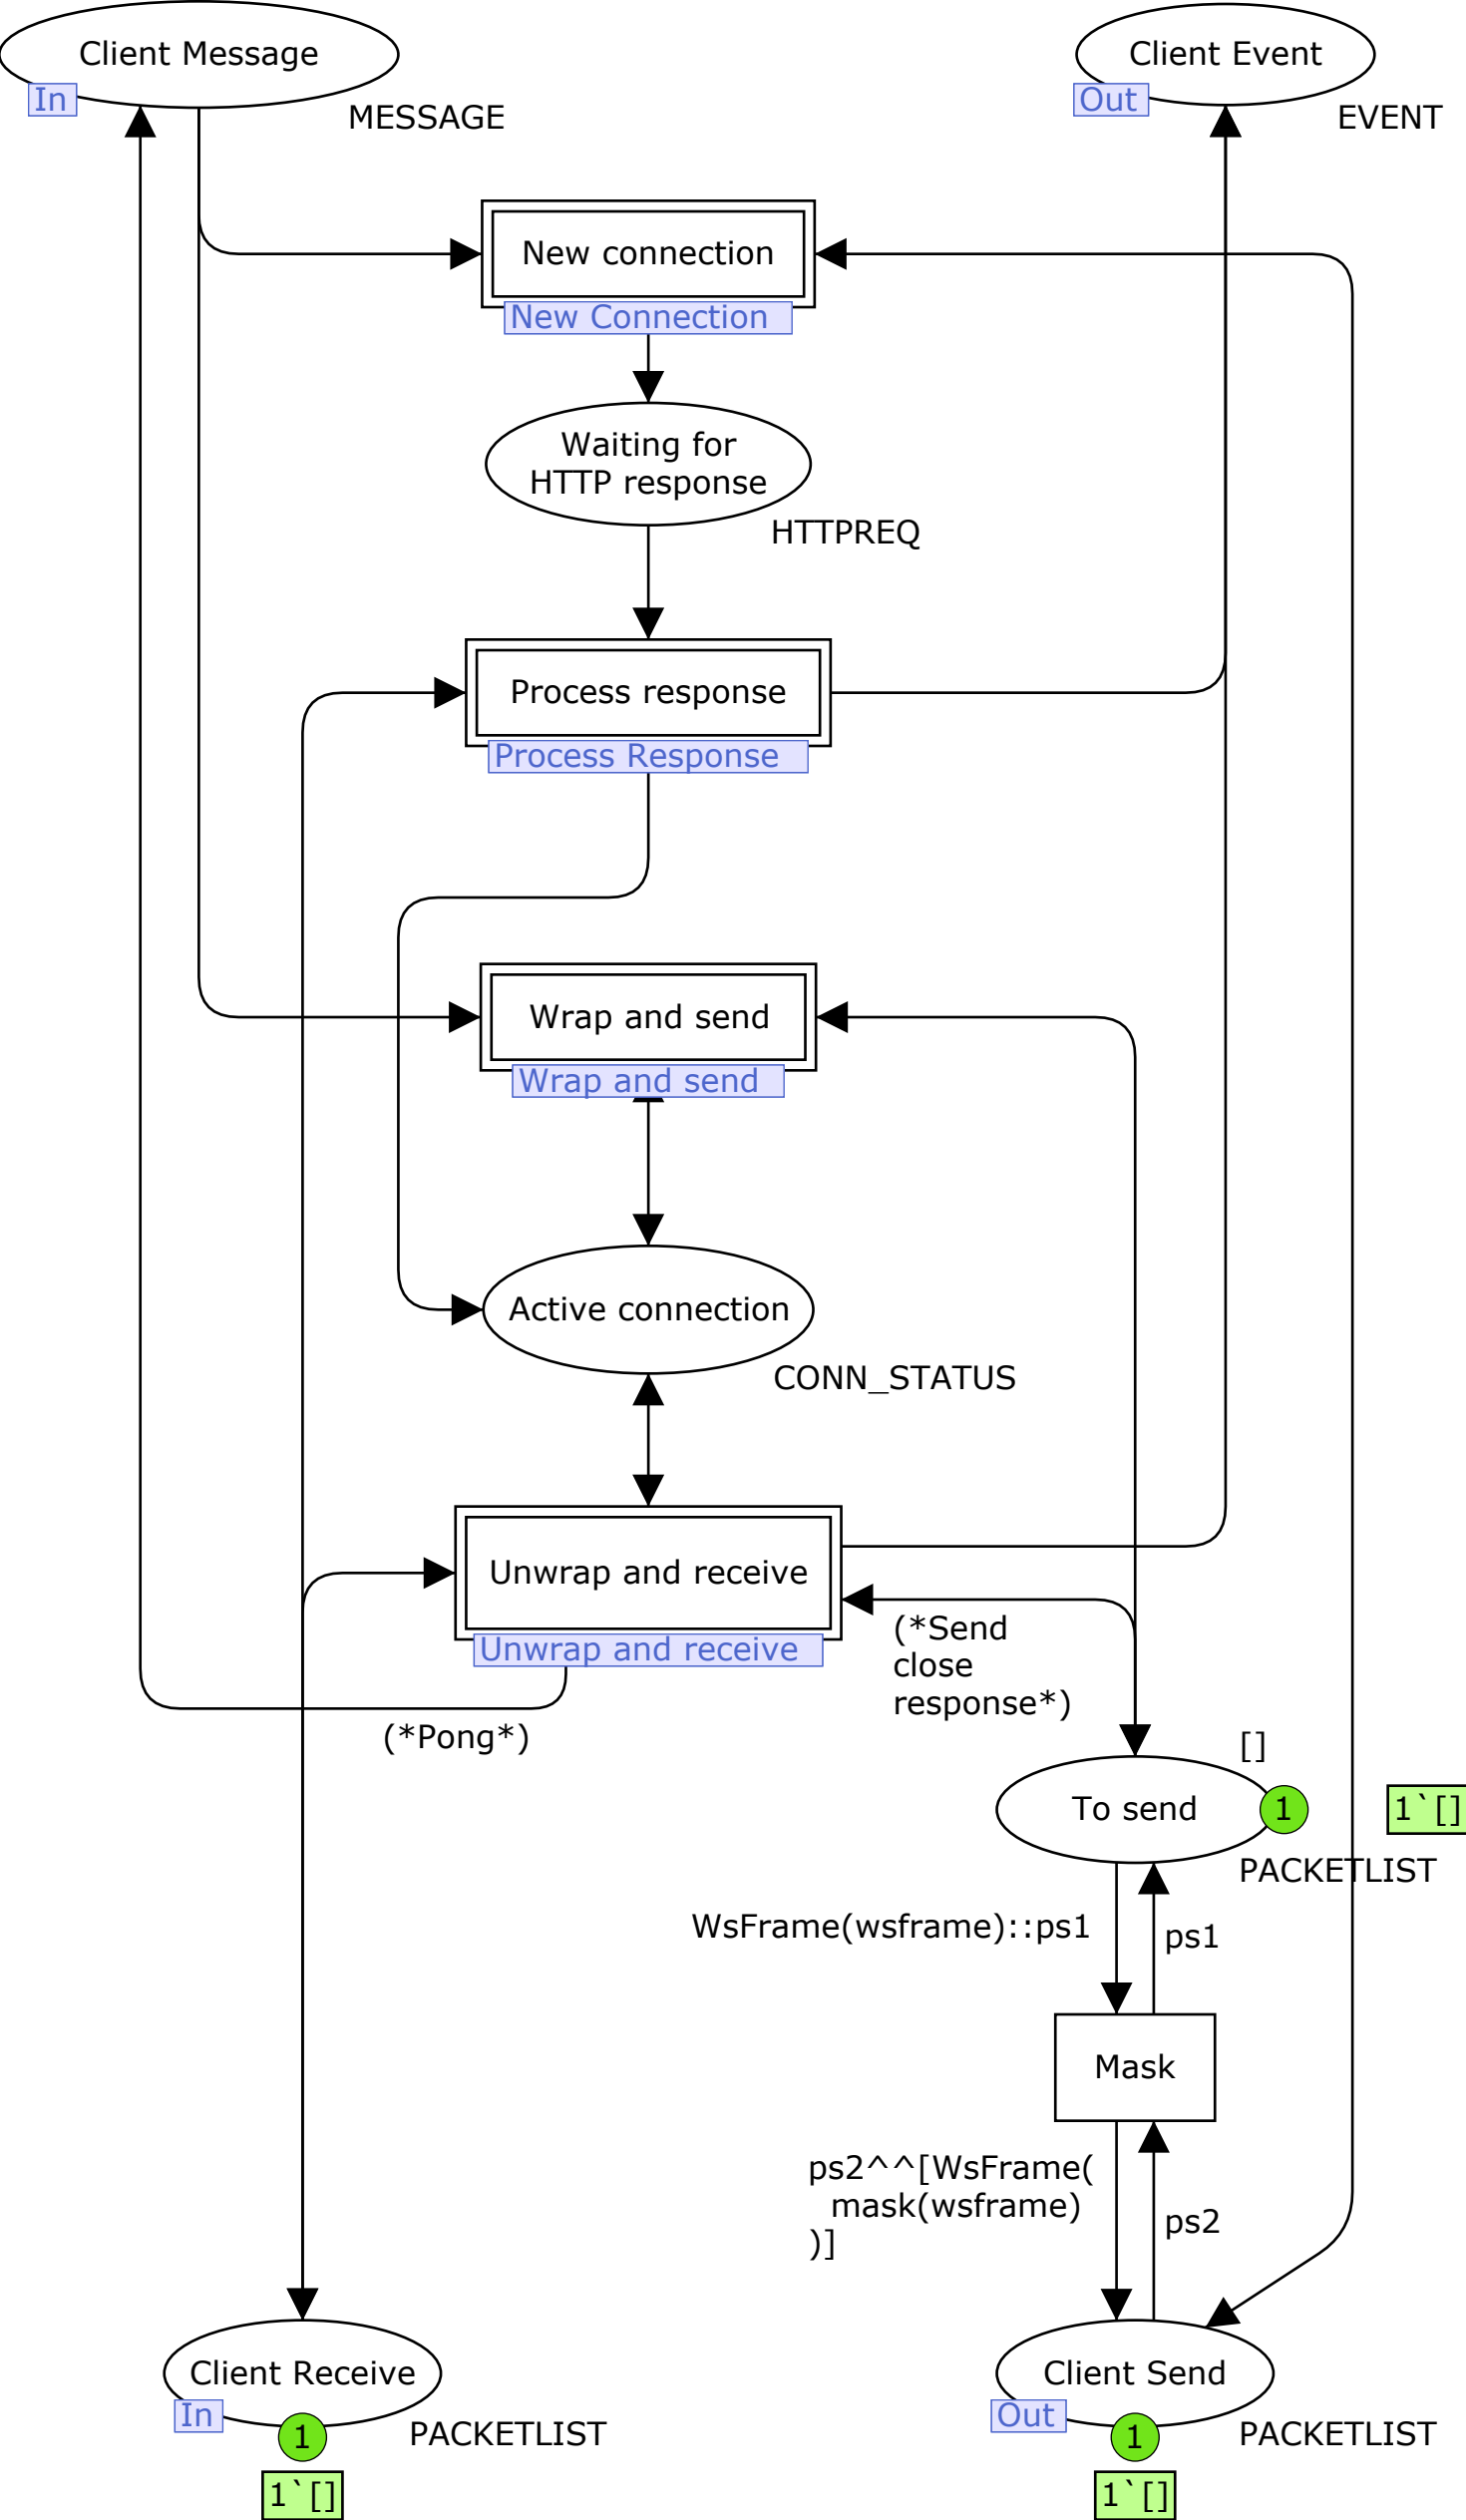 Client Message
In
MESSAGE
Client Event
Out
EVENT
New connection
New Connection
Waiting for
HTTP response
HTTPREQ
Process response
Process Response
Wrap and send
Wrap and send
Active connection
CONN_STATUS
Unwrap and receive
Unwrap and receive
(*Send
close
response*)
(*Pong*)
[]
To send
1
1`[]
PACKETLIST
WsFrame(wsframe)::ps1
ps1
Mask
ps2^^[WsFrame(
mask(wsframe)
)]
ps2
Client Receive
In
1
PACKETLIST
1`[]
Client Send
Out
1
PACKETLIST
1`[]